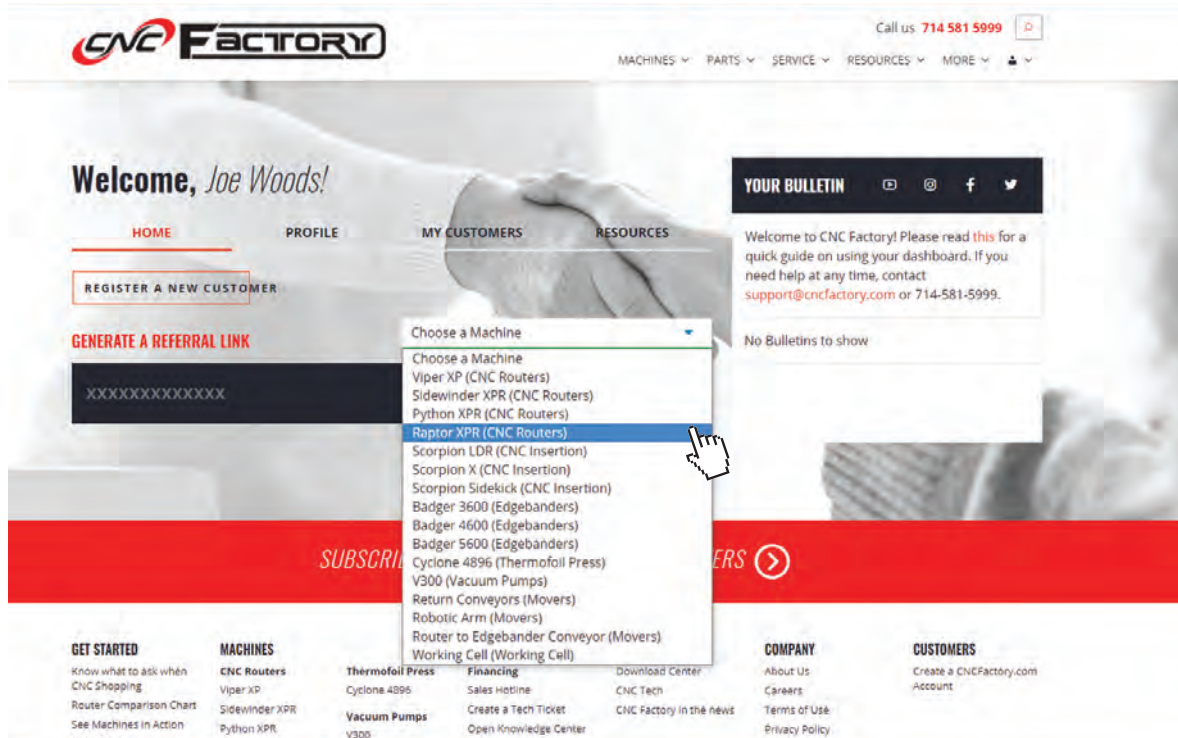 CNC FACTORY
Call us 714 581 5999
MACHINES PARTS SERVICE RESOURCES MORE
Welcome, Joe Woods!
HOME PROFILE MY CUSTOMERS RESOURCES
REGISTER A NEW CUSTOMER
GENERATE A REFERRAL LINK
XXXXXXXXXXXXX
Choose a Machine
Choose a Machine
Viper XP (CNC Routers)
Sidewinder XPR (CNC Routers)
Python XPR (CNC Routers)
Raptor XPR (CNC Routers)
Scorpion LDR (CNC Insertion)
Scorpion X (CNC Insertion)
Scorpion Sidekick (CNC Insertion)
Badger 3600 (Edgebanders)
Badger 4600 (Edgebanders)
Badger 5600 (Edgebanders)
Cyclone 4896 (Thermofoil Press)
V300 (Vacuum Pumps)
Return Conveyors (Movers)
Robotic Arm (Movers)
Router to Edgebander Conveyor (Movers)
Working Cell (Working Cell)
YOUR BULLETIN
Welcome to CNC Factory! Please read this for a
quick guide on using your dashboard. If you
need help at any time, contact
support@cncfactory.com or 714-581-5999.
No Bulletins to show
GET STARTED
Know what to ask when
CNC Shopping
Router Comparison Chart
See Machines in Action
MACHINES
CNC Routers
Viper XP
Sidewinder XPR
Python XPR
Thermofoil Press
Cyclone 4896
Vacuum Pumps
V300
Financing
Sales Hotline
Create a Tech Ticket
Open Knowledge Center
Download Center
CNC Tech
CNC Factory in the news
COMPANY
About Us
Careers
Terms of Use
Privacy Policy
CUSTOMERS
Create a CNCFactory.com
Account